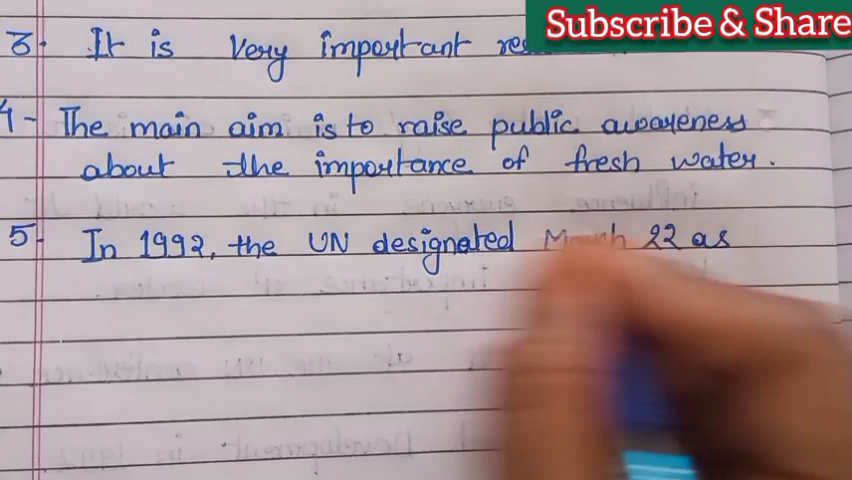 Subscribe & Share
3- It is very important
4- The main aim is to raise public awareness
about the importance of fresh water.
5- In 1992, the UN designated March 22 as